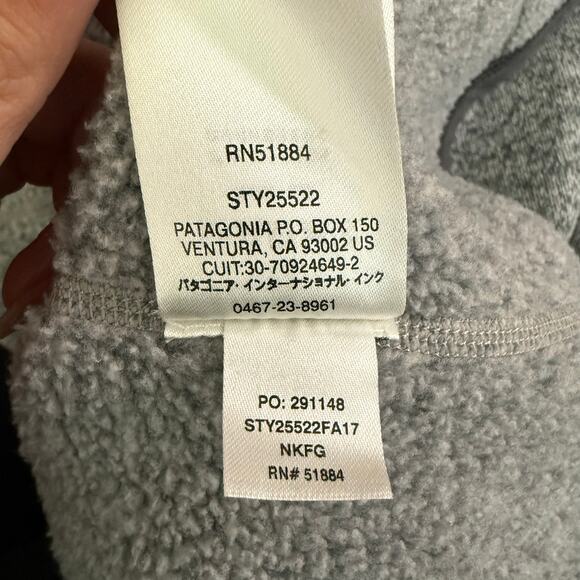 RN51884
STY25522
PATAGONIA P.O. BOX 150
VENTURA, CA 93002 US
CUIT:30-70924649-2
パタゴニア・インターナショナル・インク
0467-23-8961
PO: 291148
STY25522FA17
NKFG
RN# 51884